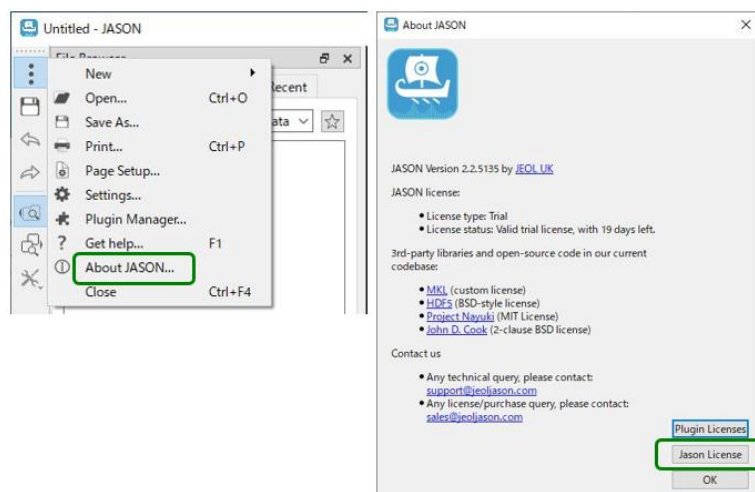 Untitled - JASON
File Browser
New
Recent
Open... Ctrl+O
Save As...
ata
Print... Ctrl+P
Page Setup...
Settings...
Plugin Manager...
Get help... F1
About JASON...
Close Ctrl+F4
About JASON
JASON Version 2.2.5135 by JEOL UK
JASON license:
License type: Trial
License status: Valid trial license, with 19 days left.
3rd-party libraries and open-source code in our current
codebase:
MKL (custom license)
HDF5 (BSD-style license)
Project Nayuki (MIT License)
John D. Cook (2-clause BSD license)
Contact us
Any technical query, please contact:
support@jeoljason.com
Any license/purchase query, please contact:
sales@jeoljason.com
Plugin Licenses
Jason License
OK